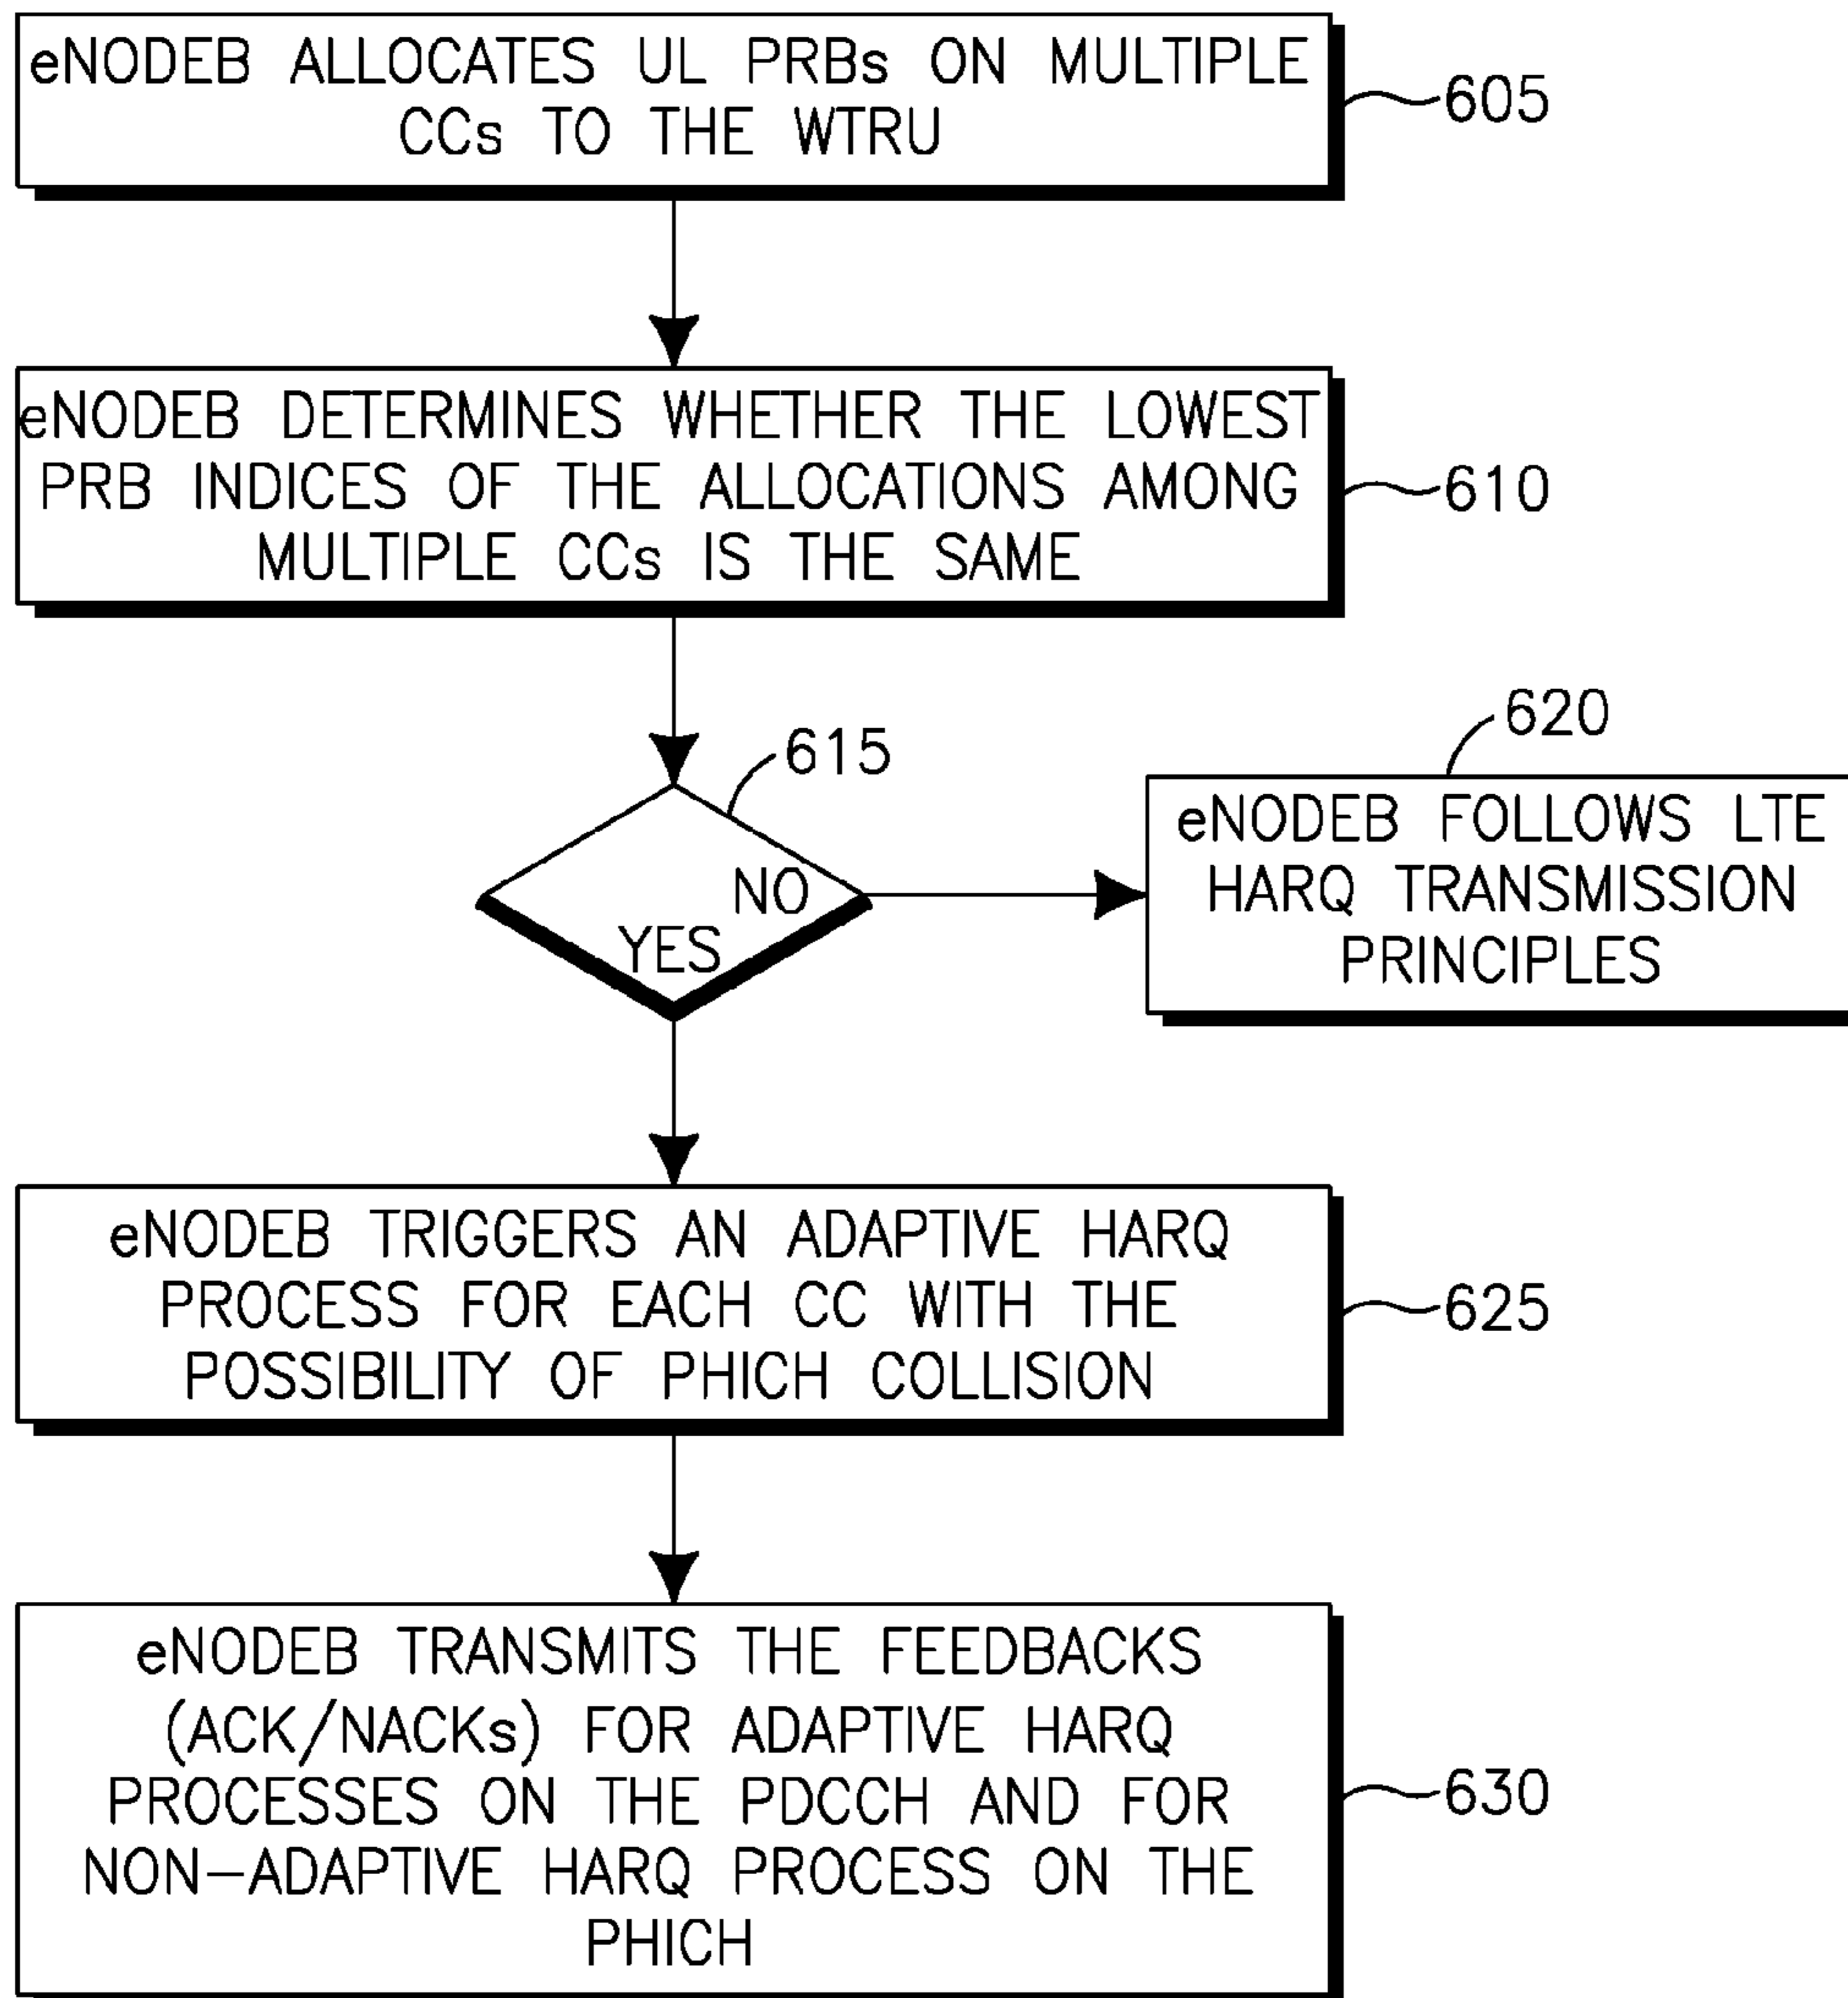 eNODEB ALLOCATES UL PRBs ON MULTIPLE
CCs TO THE WTRU
605
eNODEB DETERMINES WHETHER THE LOWEST
PRB INDICES OF THE ALLOCATIONS AMONG
MULTIPLE CCs IS THE SAME
610
615
NO
YES
620
eNODEB FOLLOWS LTE
HARQ TRANSMISSION
PRINCIPLES
eNODEB TRIGGERS AN ADAPTIVE HARQ
PROCESS FOR EACH CC WITH THE
POSSIBILITY OF PHICH COLLISION
625
eNODEB TRANSMITS THE FEEDBACKS
(ACK/NACKs) FOR ADAPTIVE HARQ
PROCESSES ON THE PDCCH AND FOR
NON-ADAPTIVE HARQ PROCESS ON THE
PHICH
630